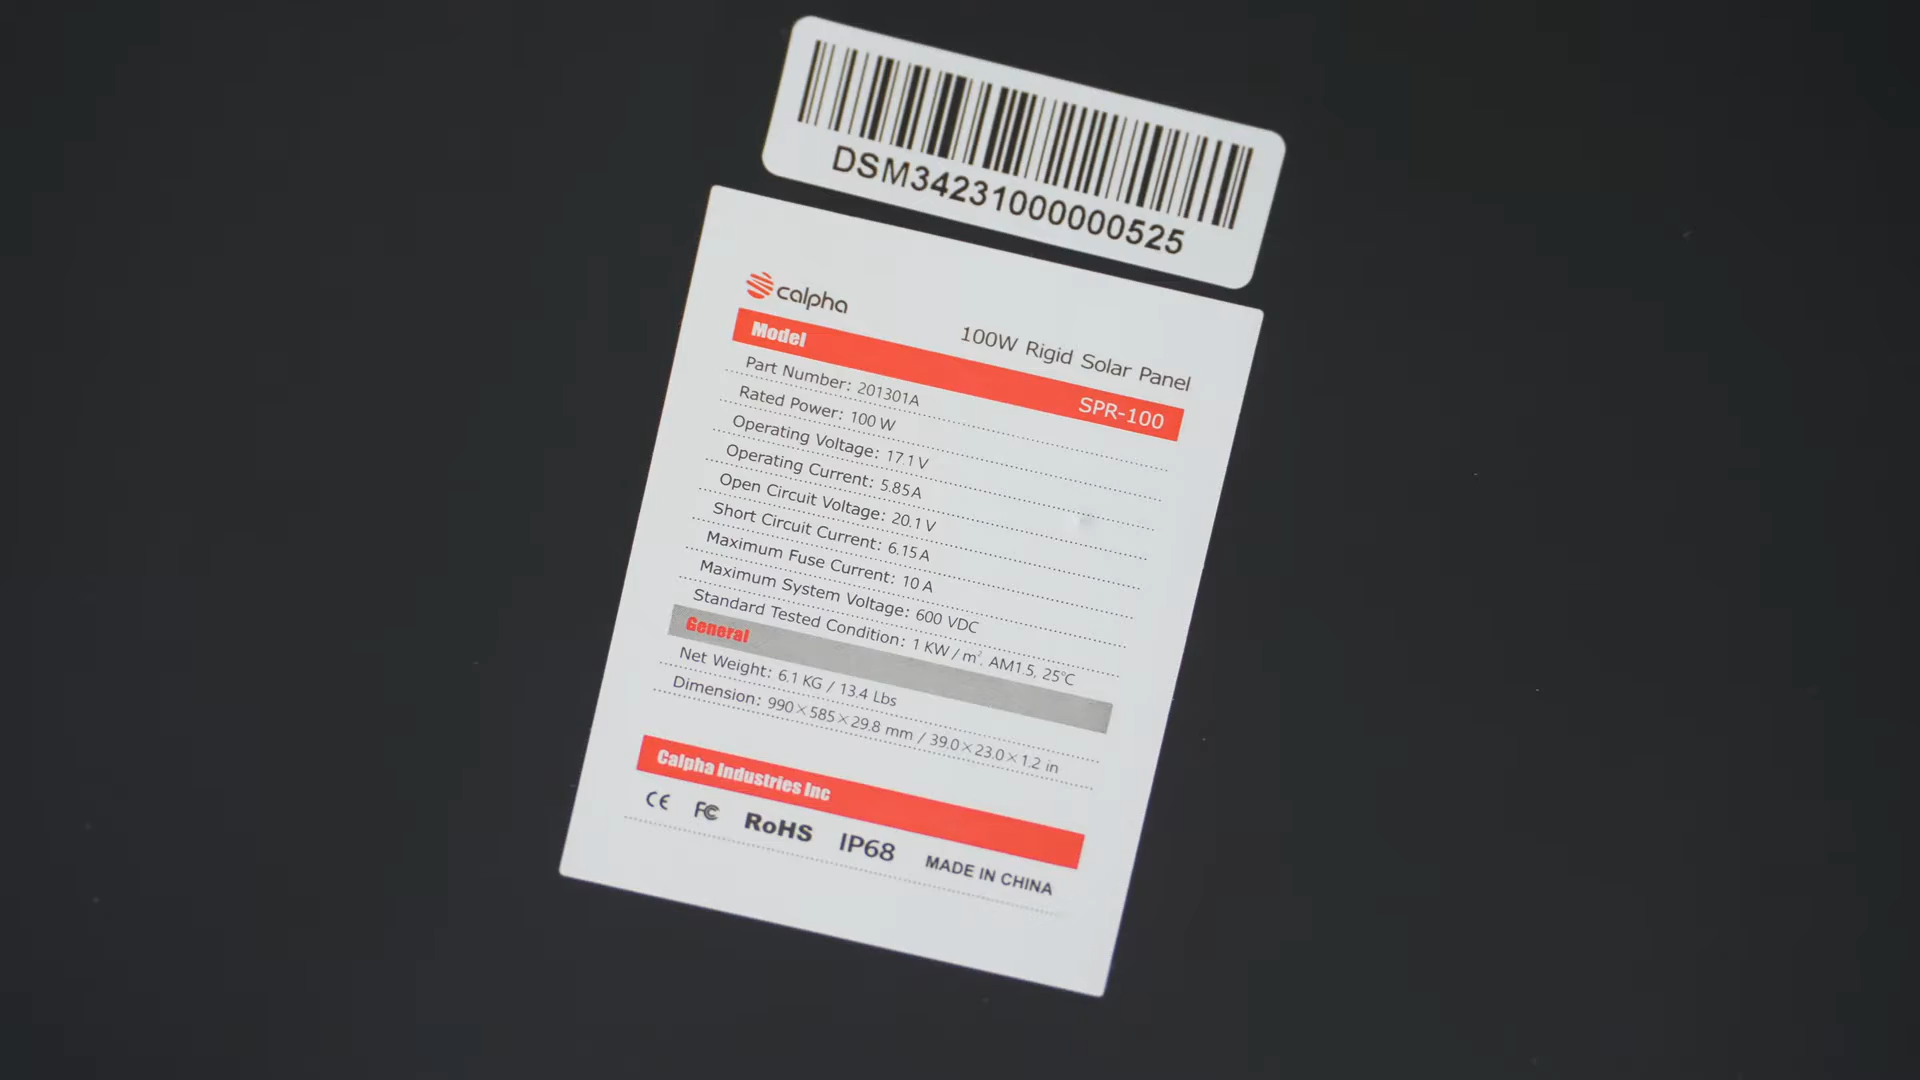 DSM34231000000525
calpha
100W Rigid Solar Panel
Model SPR-100
Part Number: 201301A
Rated Power: 100 W
Operating Voltage: 17.1 V
Operating Current: 5.85 A
Open Circuit Voltage: 20.1 V
Short Circuit Current: 6.15 A
Maximum Fuse Current: 10 A
Maximum System Voltage: 600 VDC
Standard Tested Condition: 1 KW / m², AM1.5, 25℃
General
Net Weight: 6.1 KG / 13.4 Lbs
Dimension: 990×585×29.8 mm / 39.0×23.0×1.2 in
Calpha Industries Inc
CE FC RoHS IP68 MADE IN CHINA